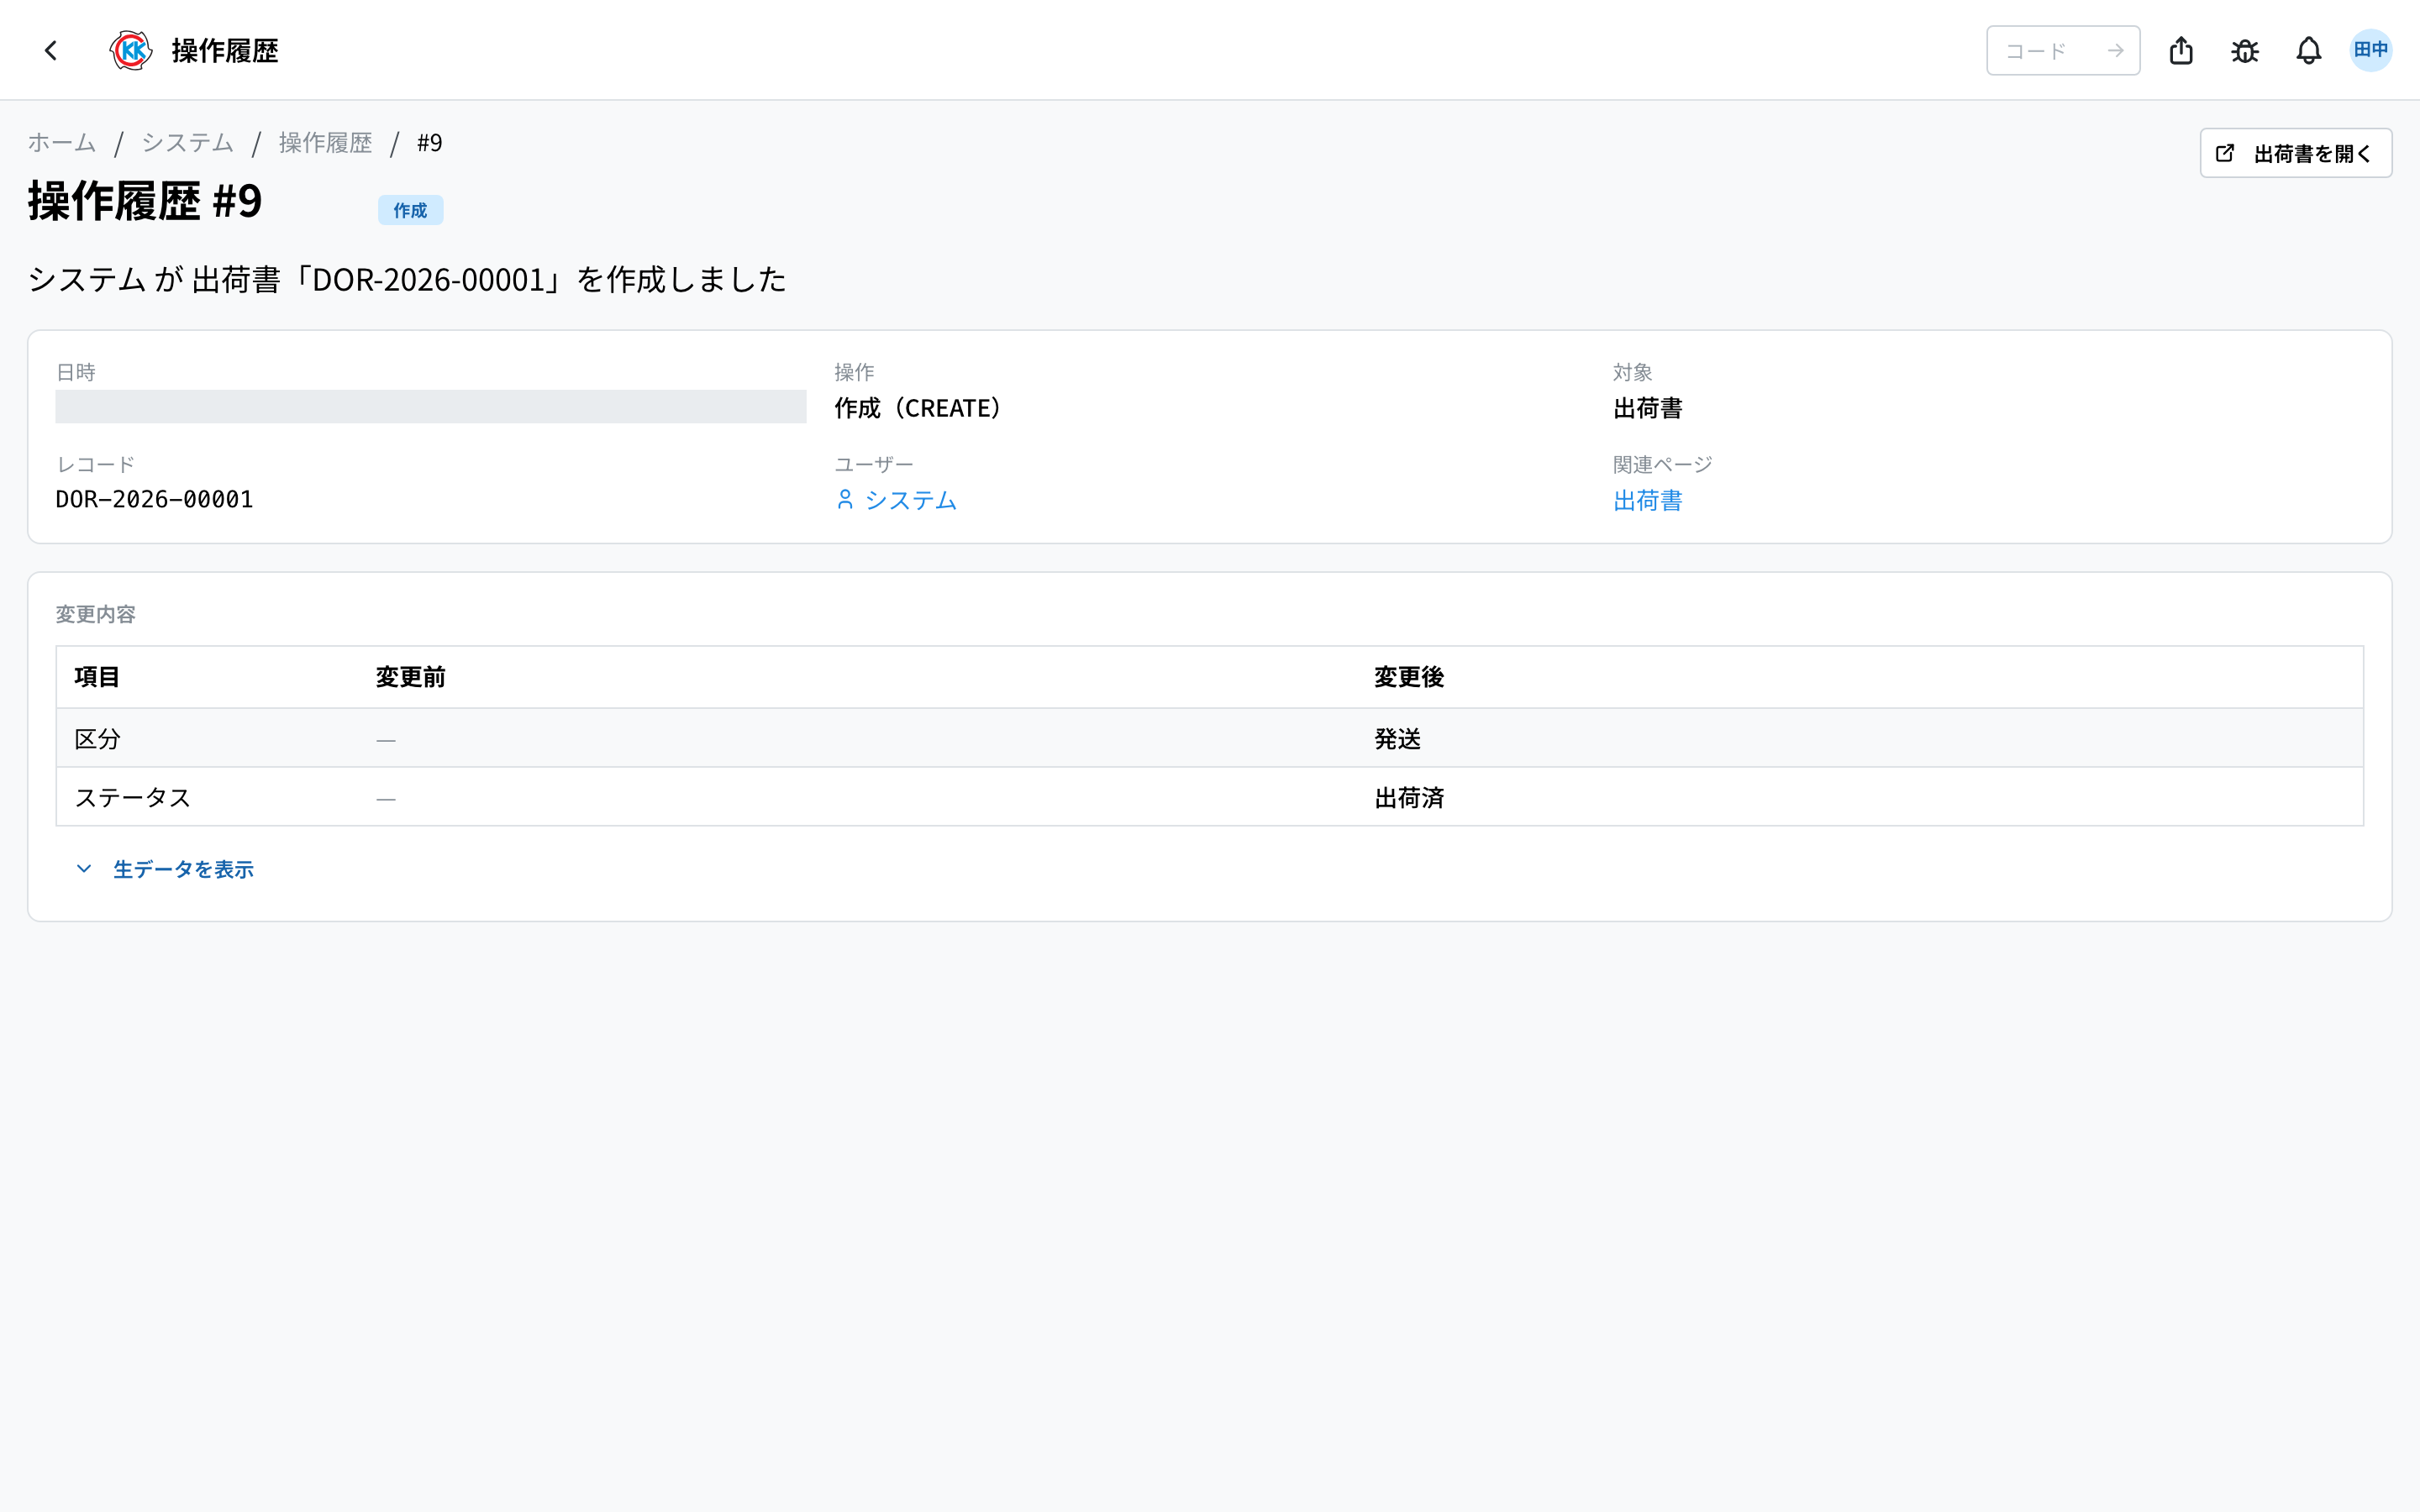 KK 操作履歴
コード
田中
ホーム / システム / 操作履歴 / #9
出荷書を開く
操作履歴 #9
作成
システム が 出荷書「DOR-2026-00001」を作成しました
日時 操作 対象
作成（CREATE） 出荷書
レコード ユーザー 関連ページ
DOR-2026-00001 システム 出荷書
変更内容
項目 変更前 変更後
区分 — 発送
ステータス — 出荷済
生データを表示